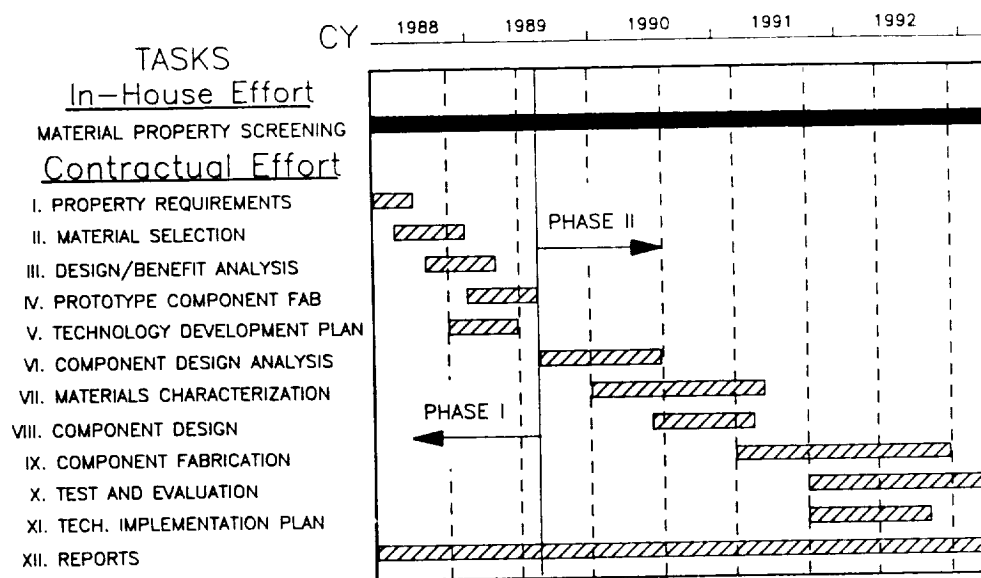 CY 1988 1989 1990 1991 1992
TASKS
In-House Effort
MATERIAL PROPERTY SCREENING
Contractual Effort
I. PROPERTY REQUIREMENTS
II. MATERIAL SELECTION
PHASE II
III. DESIGN/BENEFIT ANALYSIS
IV. PROTOTYPE COMPONENT FAB
V. TECHNOLOGY DEVELOPMENT PLAN
VI. COMPONENT DESIGN ANALYSIS
VII. MATERIALS CHARACTERIZATION
PHASE I
VIII. COMPONENT DESIGN
IX. COMPONENT FABRICATION
X. TEST AND EVALUATION
XI. TECH. IMPLEMENTATION PLAN
XII. REPORTS